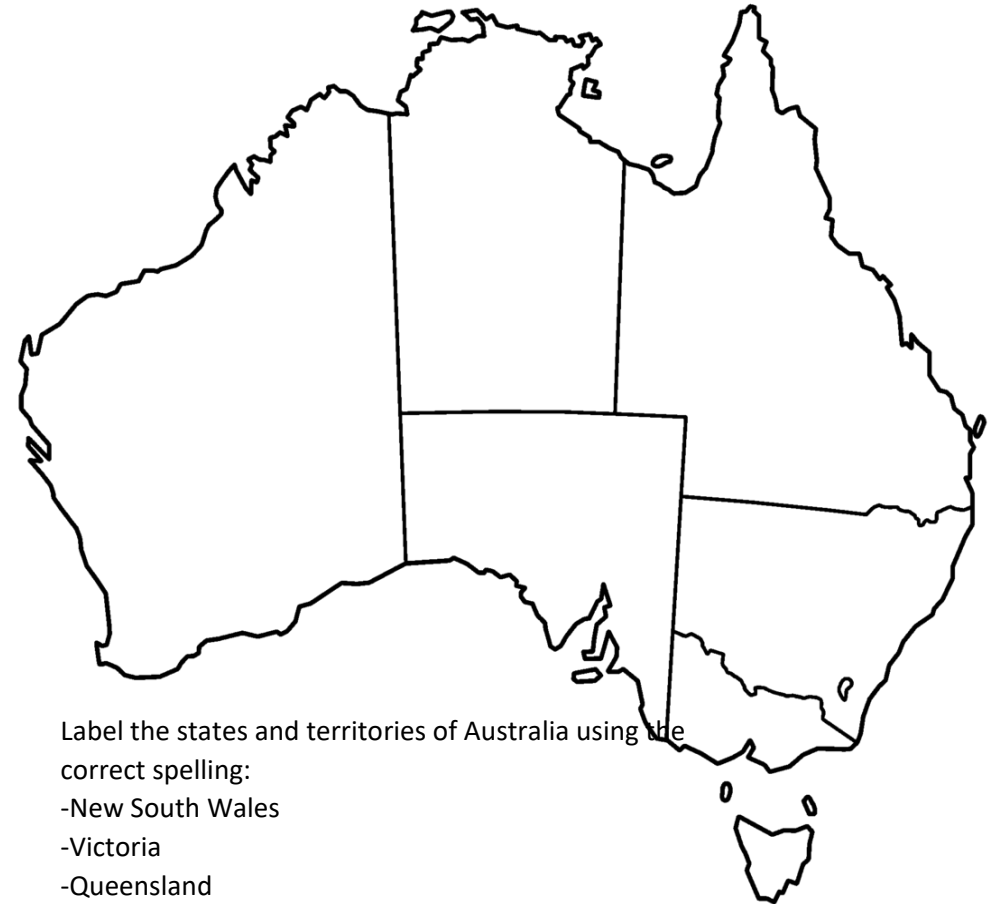 Label the states and territories of Australia using the
correct spelling:
-New South Wales
-Victoria
-Queensland